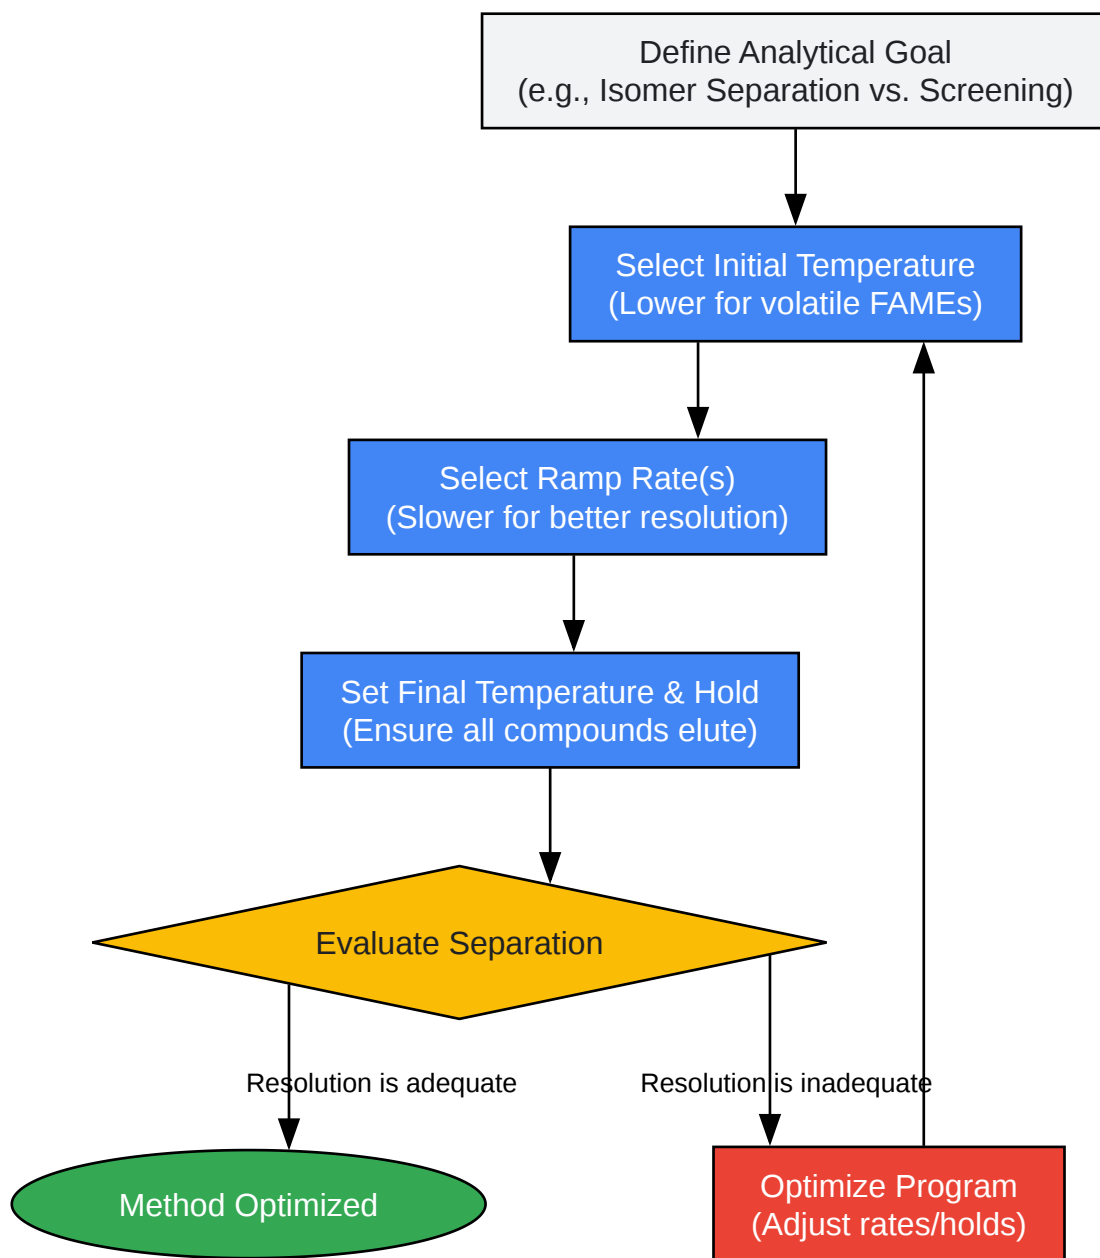 Define Analytical Goal
(e.g., Isomer Separation vs. Screening)
Select Initial Temperature
(Lower for volatile FAMEs)
Select Ramp Rate(s)
(Slower for better resolution)
Set Final Temperature & Hold
(Ensure all compounds elute)
Evaluate Separation
Resolution is adequate
Resolution is inadequate
Method Optimized
Optimize Program
(Adjust rates/holds)